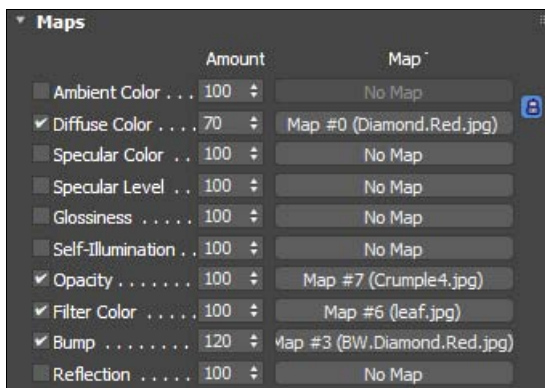 Maps
Amount Map
Ambient Color . . . 100 No Map
Diffuse Color . . . . 70 Map #0 (Diamond.Red.jpg)
Specular Color . . 100 No Map
Specular Level . . 100 No Map
Glossiness . . . . . 100 No Map
Self-Illumination . . 100 No Map
Opacity . . . . . . . 100 Map #7 (Crumple4.jpg)
Filter Color . . . . . 100 Map #6 (leaf.jpg)
Bump . . . . . . . . 120 Map #3 (BW.Diamond.Red.jpg)
Reflection . . . . . 100 No Map